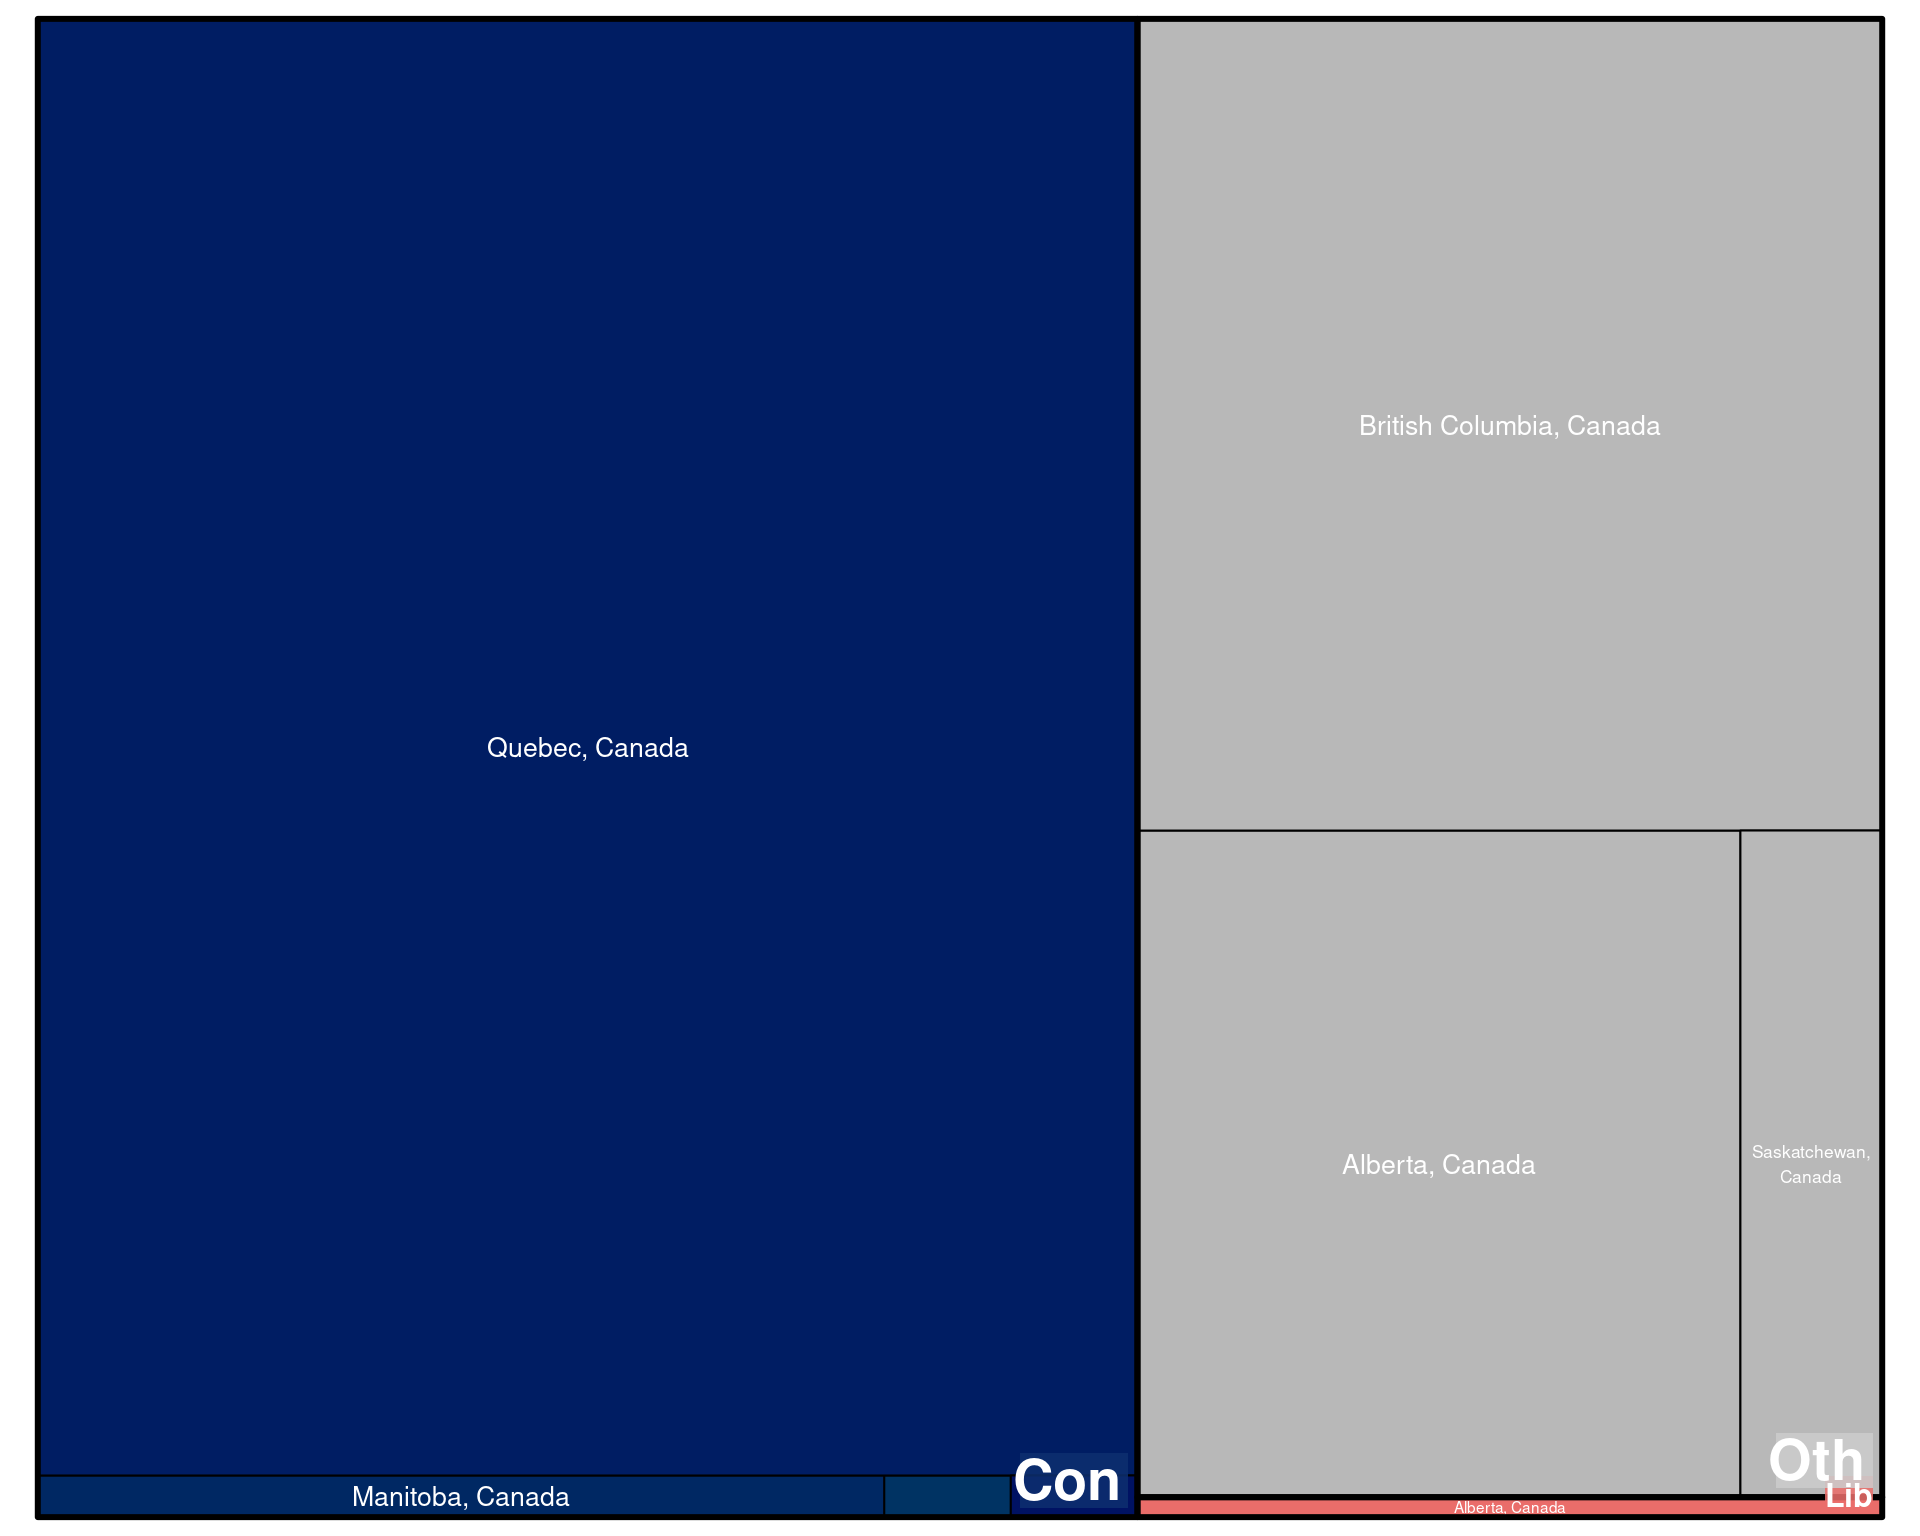 British Columbia, Canada
Quebec, Canada
Alberta, Canada
Saskatchewan,
Canada
Manitoba, Canada
Con
Oth
Lib
Alberta, Canada